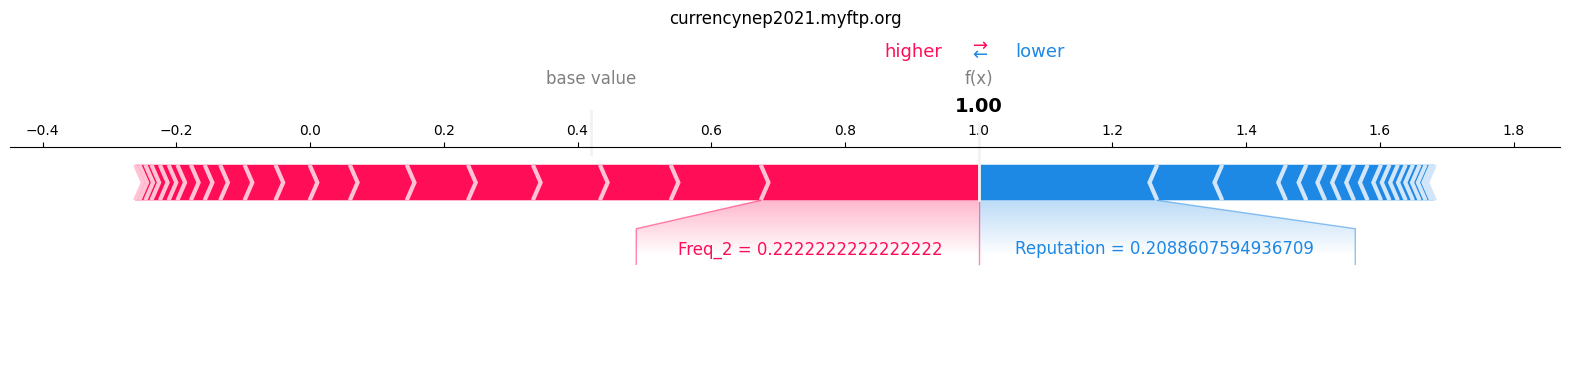 currencynep2021.myftp.org
higher ⇄ lower
base value f(x)
1.00
−0.4 −0.2 0.0 0.2 0.4 0.6 0.8 1.0 1.2 1.4 1.6 1.8
Freq_2 = 0.2222222222222222 Reputation = 0.2088607594936709